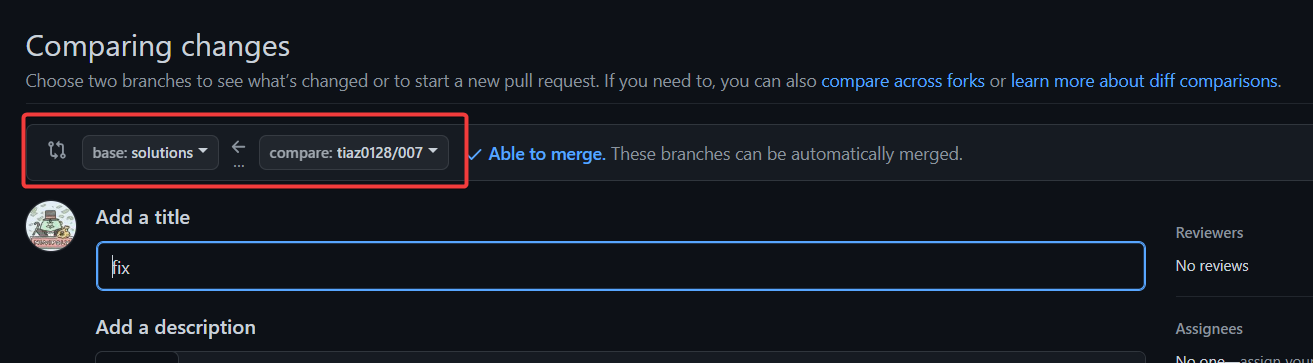 Comparing changes
Choose two branches to see what's changed or to start a new pull request. If you need to, you can also compare across forks or learn more about diff comparisons.
base: solutions ... compare: tiaz0128/007 Able to merge. These branches can be automatically merged.
Add a title
fix
Reviewers
No reviews
Add a description
Assignees
No one—assign your